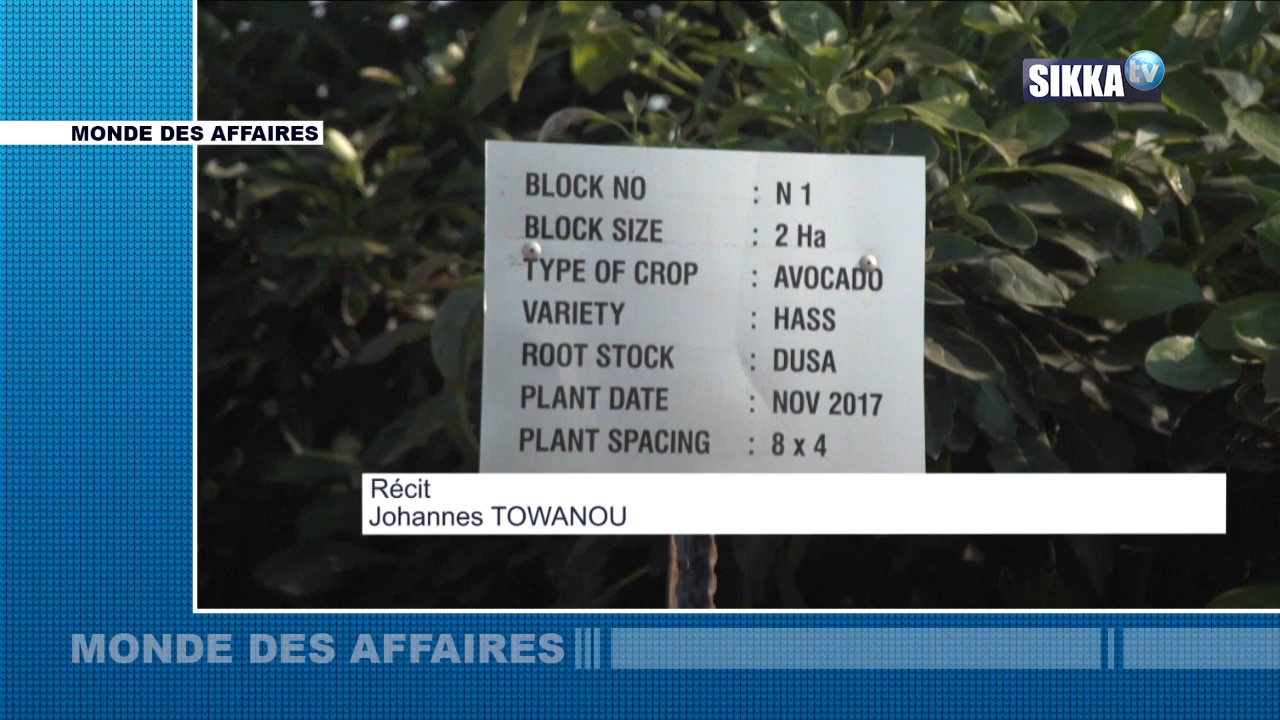 SIKKA tv
MONDE DES AFFAIRES
BLOCK NO : N 1
BLOCK SIZE : 2 Ha
TYPE OF CROP : AVOCADO
VARIETY : HASS
ROOT STOCK : DUSA
PLANT DATE : NOV 2017
PLANT SPACING : 8 x 4
Récit
Johannes TOWANOU
MONDE DES AFFAIRES